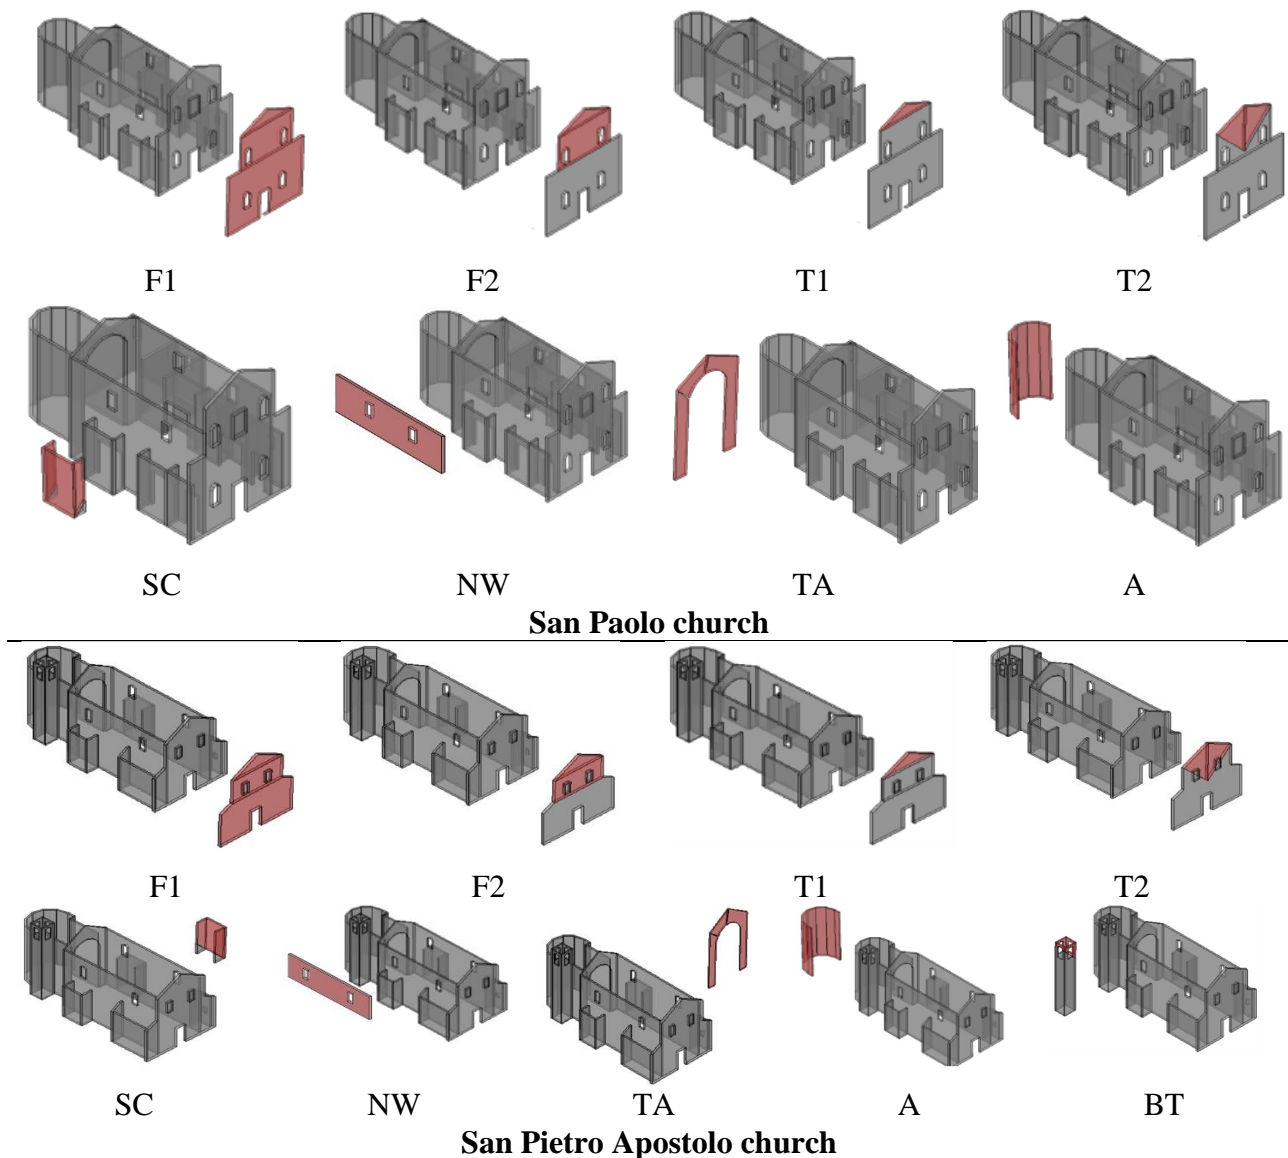 F1 F2 T1 T2
SC NW TA A
San Paolo church
F1 F2 T1 T2
SC NW TA A BT
San Pietro Apostolo church